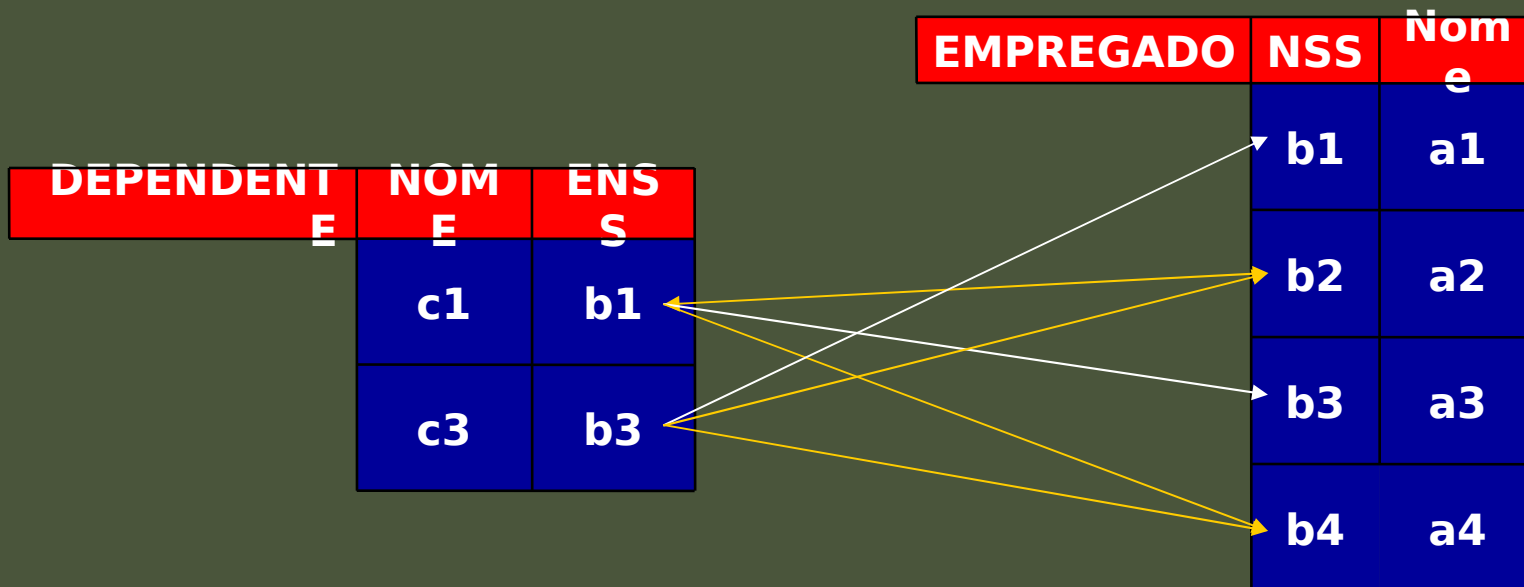 EMPREGADO NSS Nom
e
b1 a1
DEPENDENT NOM ENS
E E S
b2 a2
c1 b1
b3 a3
c3 b3
b4 a4